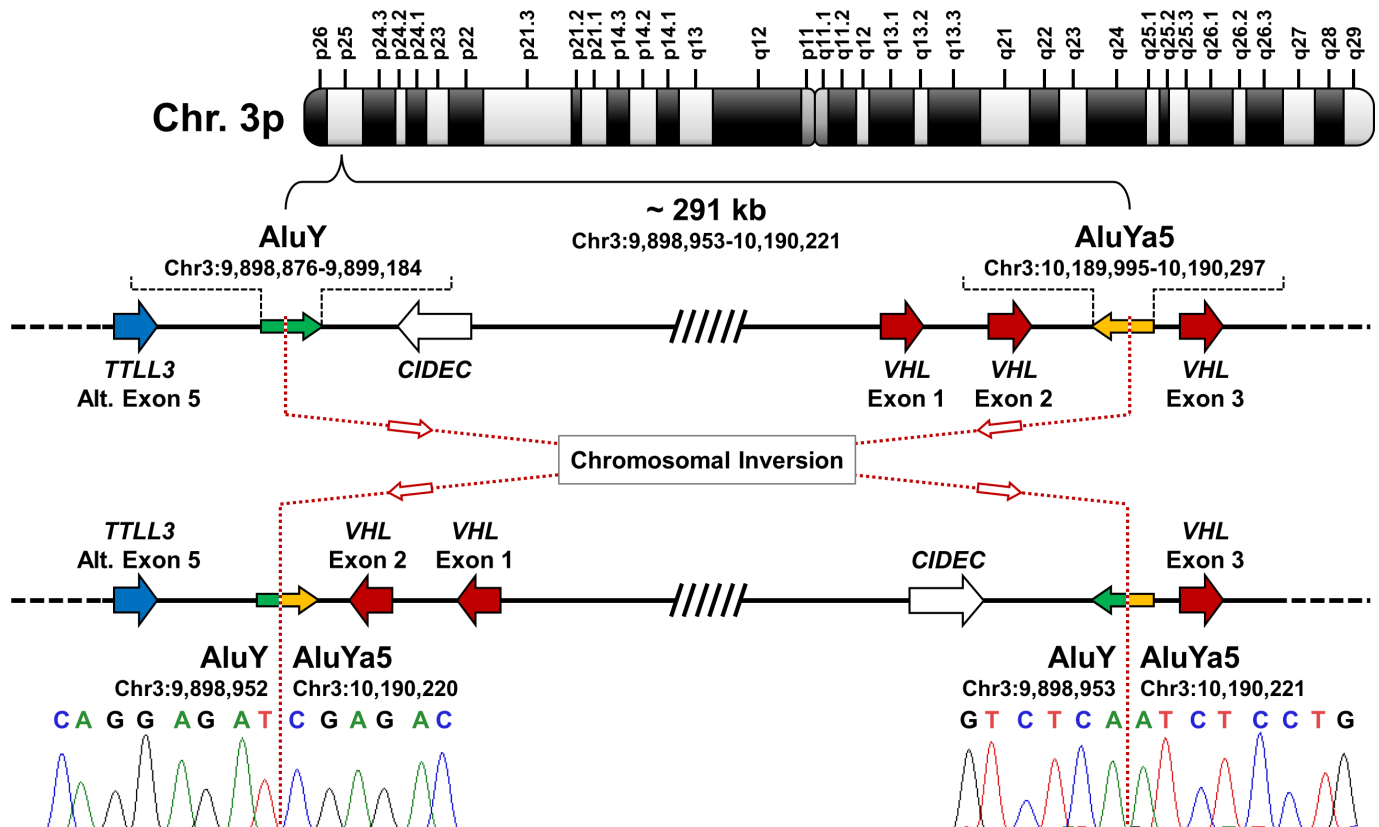 p26 p25 p24.3 p24.2 p24.1 p23 p22 p21.3 p21.2 p21.1 p14.3 p14.2 p14.1 q13 q12 p11 q11.1 q11.2 q12 q13.1 q13.2 q13.3 q21 q22 q23 q24 q25.1 q25.2 q25.3 q26.1 q26.2 q26.3 q27 q28 q29
Chr. 3p
~ 291 kb
Chr3:9,898,953-10,190,221
AluY
Chr3:9,898,876-9,899,184
AluYa5
Chr3:10,189,995-10,190,297
TTLL3
Alt. Exon 5
CIDEC
VHL
Exon 1
VHL
Exon 2
VHL
Exon 3
Chromosomal Inversion
TTLL3
Alt. Exon 5
VHL
Exon 2
VHL
Exon 1
CIDEC
VHL
Exon 3
AluY AluYa5
Chr3:9,898,952 Chr3:10,190,220
C A G G A G A T C G A G A C
AluY AluYa5
Chr3:9,898,953 Chr3:10,190,221
G T C T C A A T C T C C T G